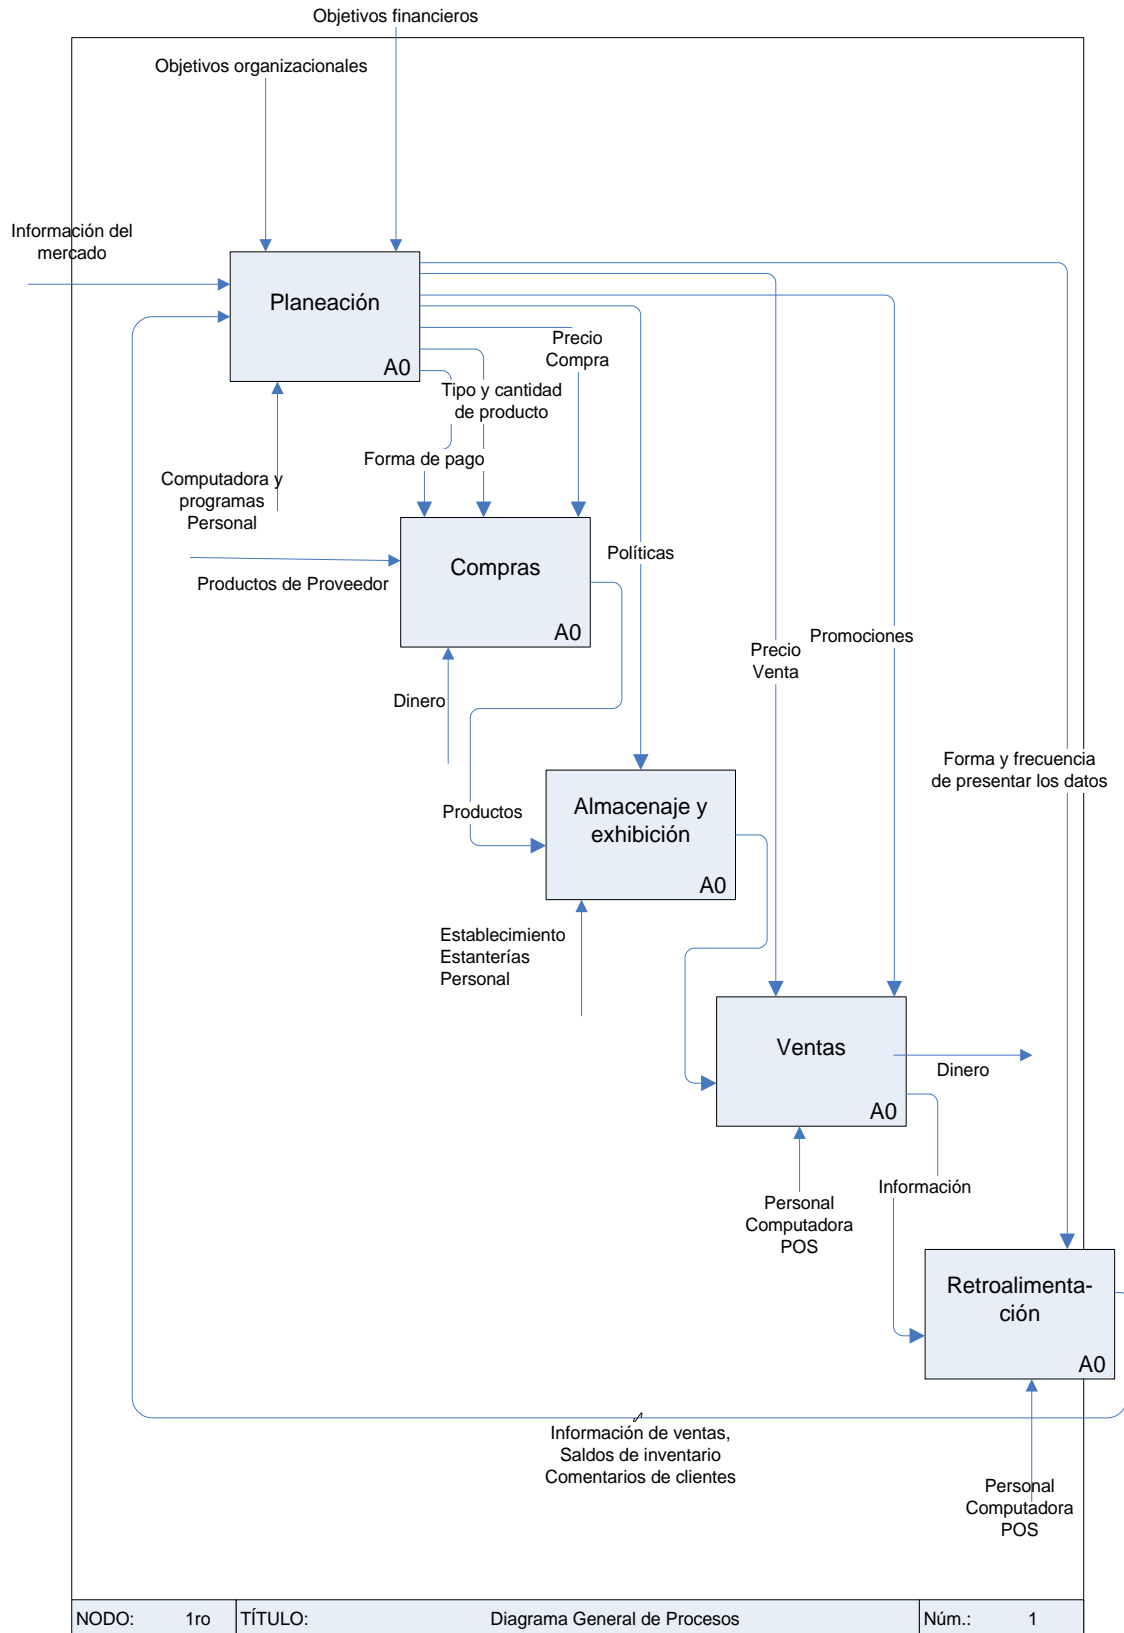 Objetivos financieros
Objetivos organizacionales
Información del
mercado
Planeación
A0
Precio
Compra
Tipo y cantidad
de producto
Forma de pago
Computadora y
programas
Personal
Políticas
Compras
A0
Productos de Proveedor
Promociones
Precio
Venta
Dinero
Forma y frecuencia
de presentar los datos
Productos
Almacenaje y
exhibición
A0
Establecimiento
Estanterías
Personal
Ventas
A0
Dinero
Información
Personal
Computadora
POS
Retroalimenta-
ción
A0
Información de ventas,
Saldos de inventario
Comentarios de clientes
Personal
Computadora
POS
NODO: 1ro TÍTULO: Diagrama General de Procesos Núm.: 1